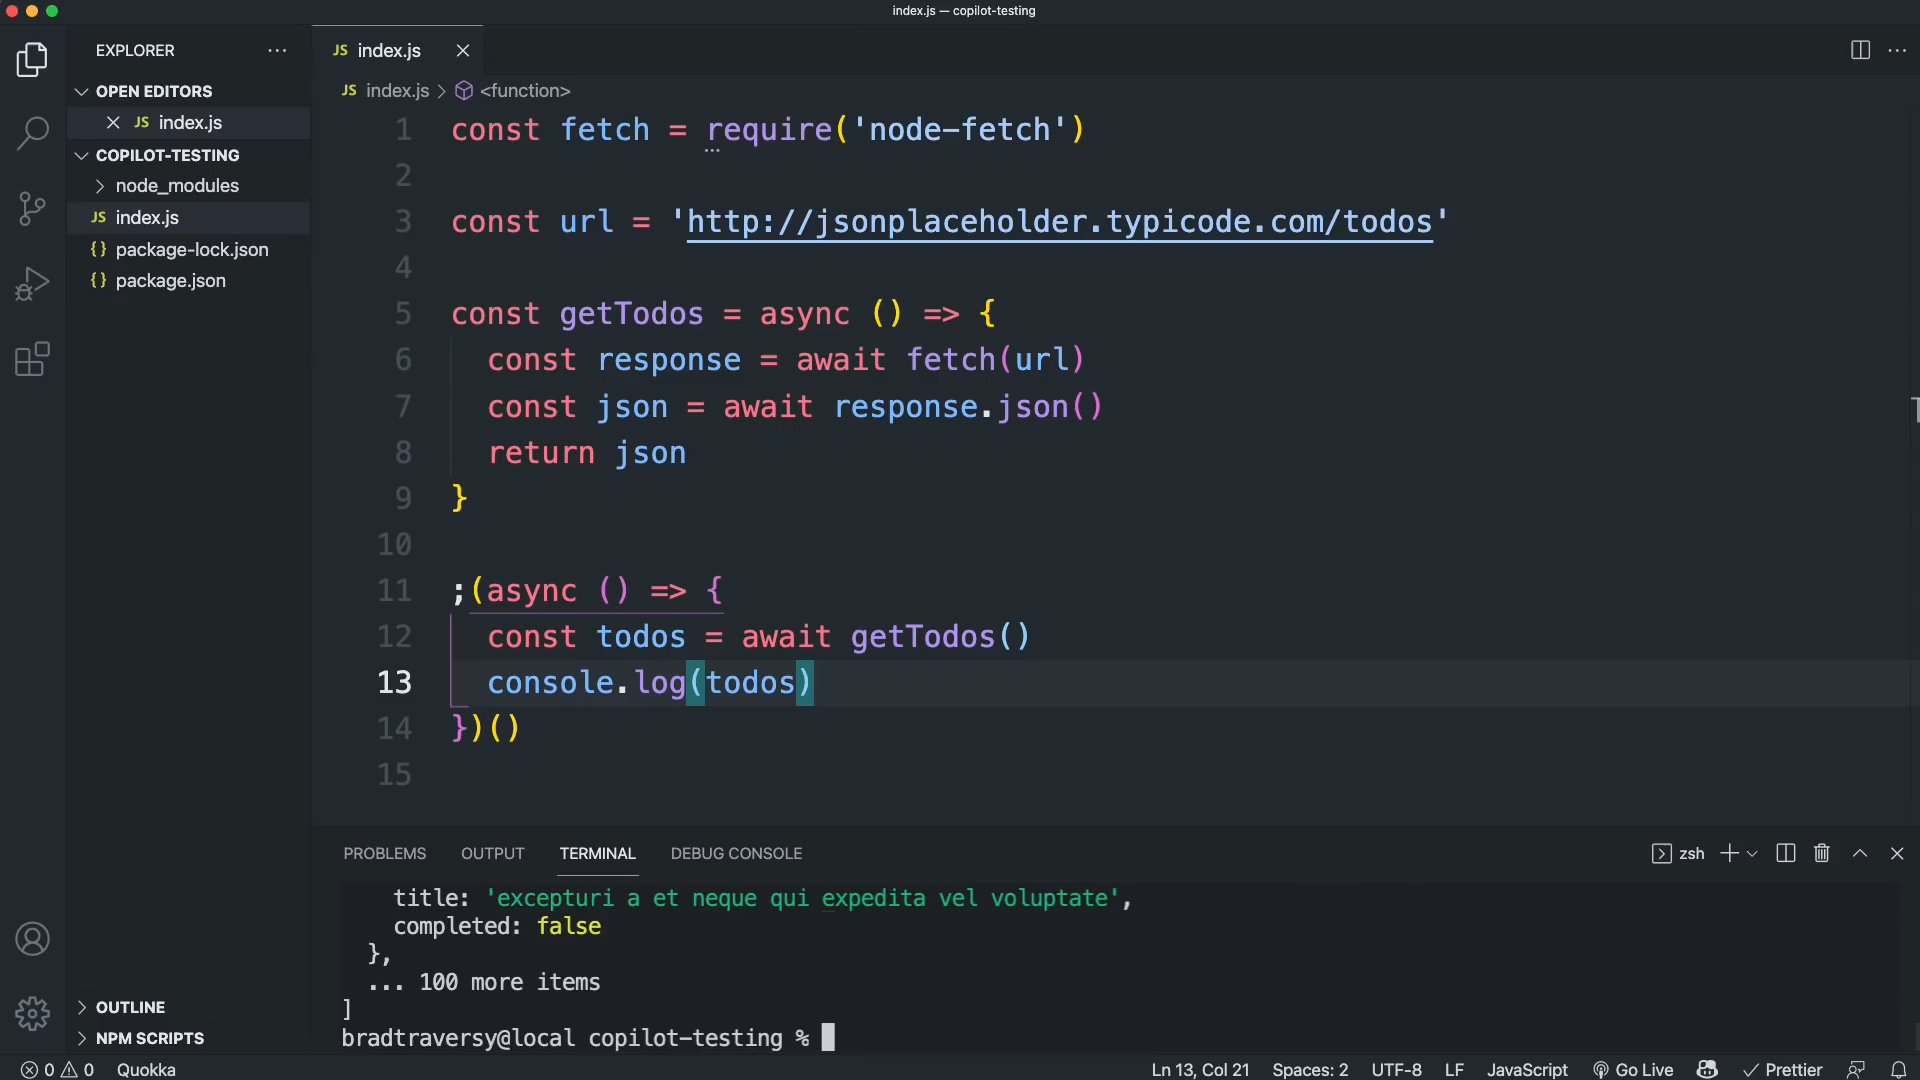 index.js — copilot-testing
EXPLORER
OPEN EDITORS
JS index.js
COPILOT-TESTING
node_modules
JS index.js
{} package-lock.json
{} package.json
OUTLINE
NPM SCRIPTS
JS index.js
JS index.js > <function>
1 const fetch = require('node-fetch')
2
3 const url = 'http://jsonplaceholder.typicode.com/todos'
4
5 const getTodos = async () => {
6 const response = await fetch(url)
7 const json = await response.json()
8 return json
9 }
10
11 ;(async () => {
12 const todos = await getTodos()
13 console.log(todos)
14 })()
15
PROBLEMS OUTPUT TERMINAL DEBUG CONSOLE zsh
title: 'excepturi a et neque qui expedita vel voluptate',
completed: false
},
... 100 more items
]
bradtraversy@local copilot-testing %
0 0 Quokka Ln 13, Col 21 Spaces: 2 UTF-8 LF JavaScript Go Live Prettier